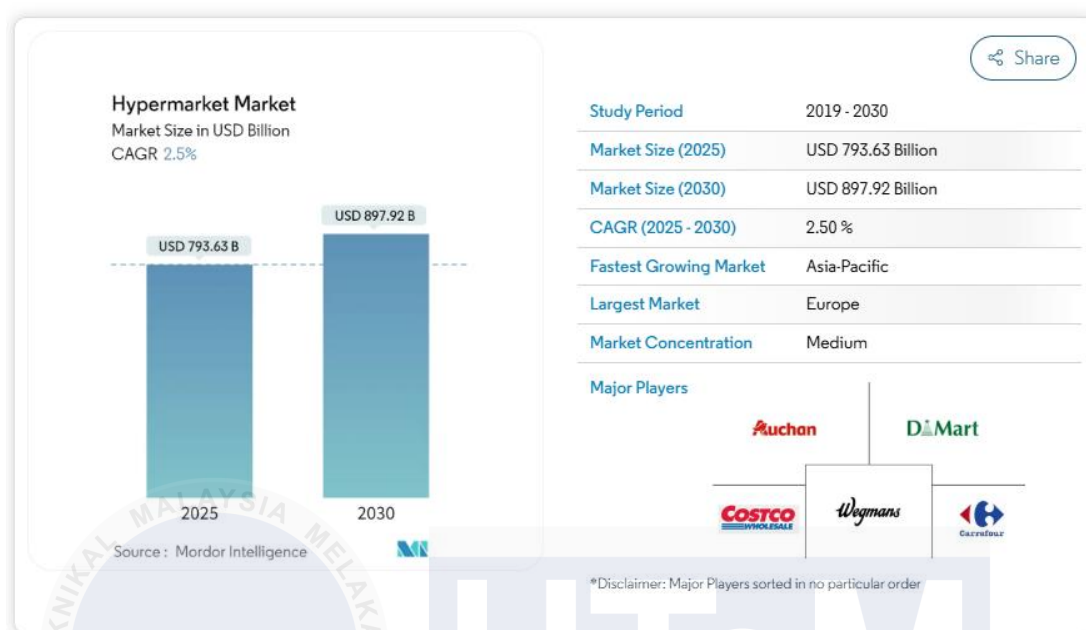 Share
Hypermarket Market
Market Size in USD Billion
CAGR 2.5%
USD 793.63 B
USD 897.92 B
2025
2030
Source : Mordor Intelligence
Study Period 2019 - 2030
Market Size (2025) USD 793.63 Billion
Market Size (2030) USD 897.92 Billion
CAGR (2025 - 2030) 2.50 %
Fastest Growing Market Asia-Pacific
Largest Market Europe
Market Concentration Medium
Major Players
Auchan
DMart
COSTCO
WHOLESALE
Wegmans
Carrefour
*Disclaimer: Major Players sorted in no particular order
MALAYSIA MELAKA